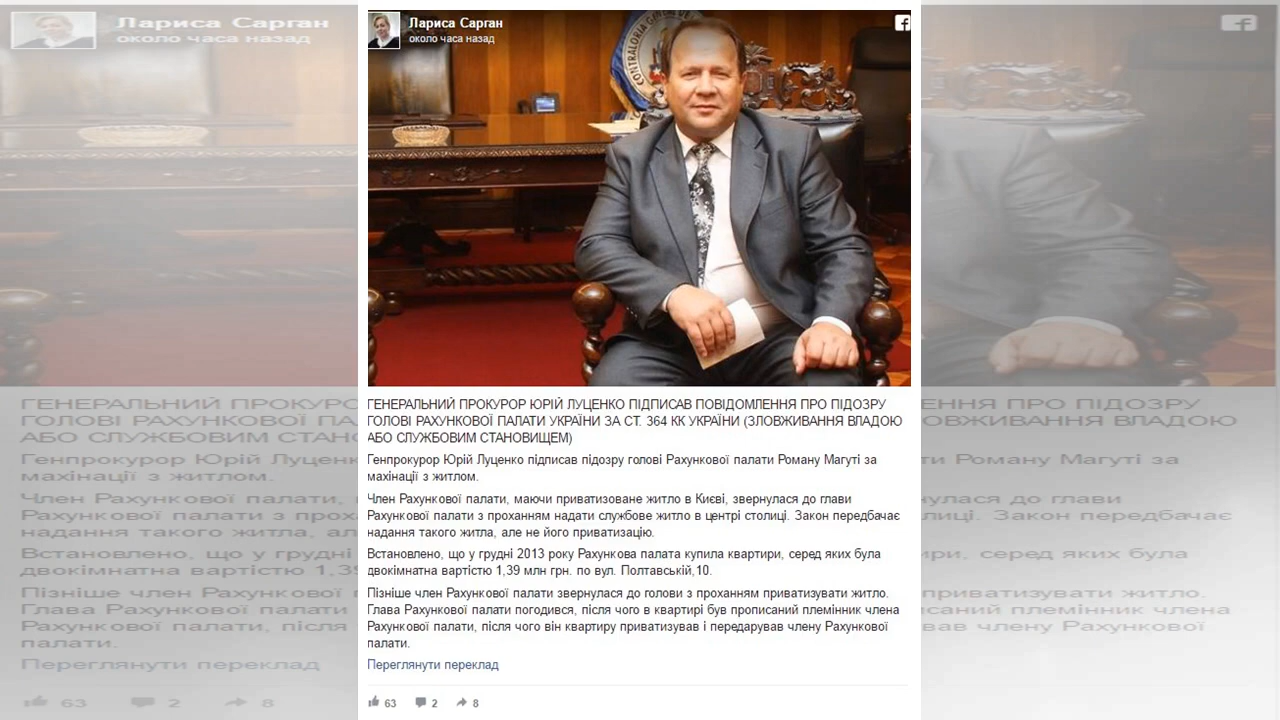 Лариса Сарган
около часа назад
CONTRALORIA
ГЕНЕРАЛЬНИЙ ПРОКУРОР ЮРІЙ ЛУЦЕНКО ПІДПИСАВ ПОВІДОМЛЕННЯ ПРО ПІДОЗРУ
ГОЛОВІ РАХУНКОВОЇ ПАЛАТИ УКРАЇНИ ЗА СТ. 364 КК УКРАЇНИ (ЗЛОВЖИВАННЯ ВЛАДОЮ
АБО СЛУЖБОВИМ СТАНОВИЩЕМ)
Генпрокурор Юрій Луценко підписав підозру голові Рахункової палати Роману Магуті за
махінації з житлом.
Член Рахункової палати, маючи приватизоване житло в Києві, звернулася до глави
Рахункової палати з проханням надати службове житло в центрі столиці. Закон передбачає
надання такого житла, але не його приватизацію.
Встановлено, що у грудні 2013 року Рахункова палата купила квартири, серед яких була
двокімнатна вартістю 1,39 млн грн. по вул. Полтавській,10.
Пізніше член Рахункової палати звернулася до голови з проханням приватизувати житло.
Глава Рахункової палати погодився, після чого в квартирі був прописаний племінник члена
Рахункової палати, після чого він квартиру приватизував і передарував члену Рахункової
палати.
Переглянути переклад
63 2 8